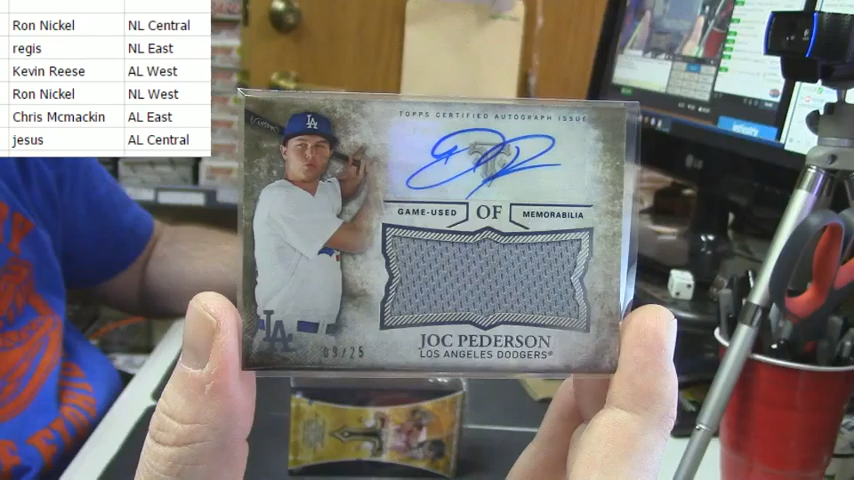 Ron Nickel NL Central
regis NL East
Kevin Reese AL West
Ron Nickel NL West
Chris Mcmackin AL East
jesus AL Central
TOPPS CERTIFIED AUTOGRAPH ISSUE
LA
GAME-USED OF MEMORABILIA
LA
JOC PEDERSON
LOS ANGELES DODGERS®
09/25